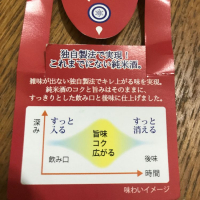 独自製法で実現！
これまでにない純米酒。
雑味が出ない独自製法でキレ上がる味を実現。
純米酒のコクと旨みはそのままに、
すっきりとした飲み口と後味に仕上げました。
深み
すっと
入る
旨味
コク
広がる
すっと
消える
飲み口
後味
時間
味わいイメージ